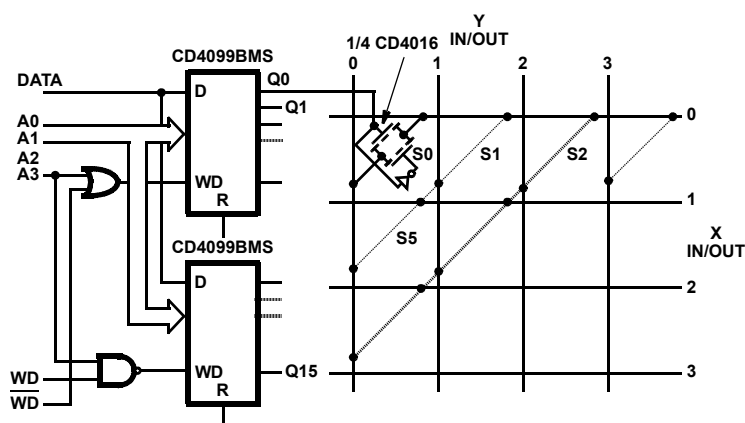 Y
IN/OUT
1/4 CD4016
0 1 2 3
CD4099BMS
DATA
D
Q0
Q1
A0
A1
A2
A3
WD
R
0
S0 S1 S2
1
X
IN/OUT
S5
CD4099BMS
D
2
WD
R
Q15
3
WD
WD